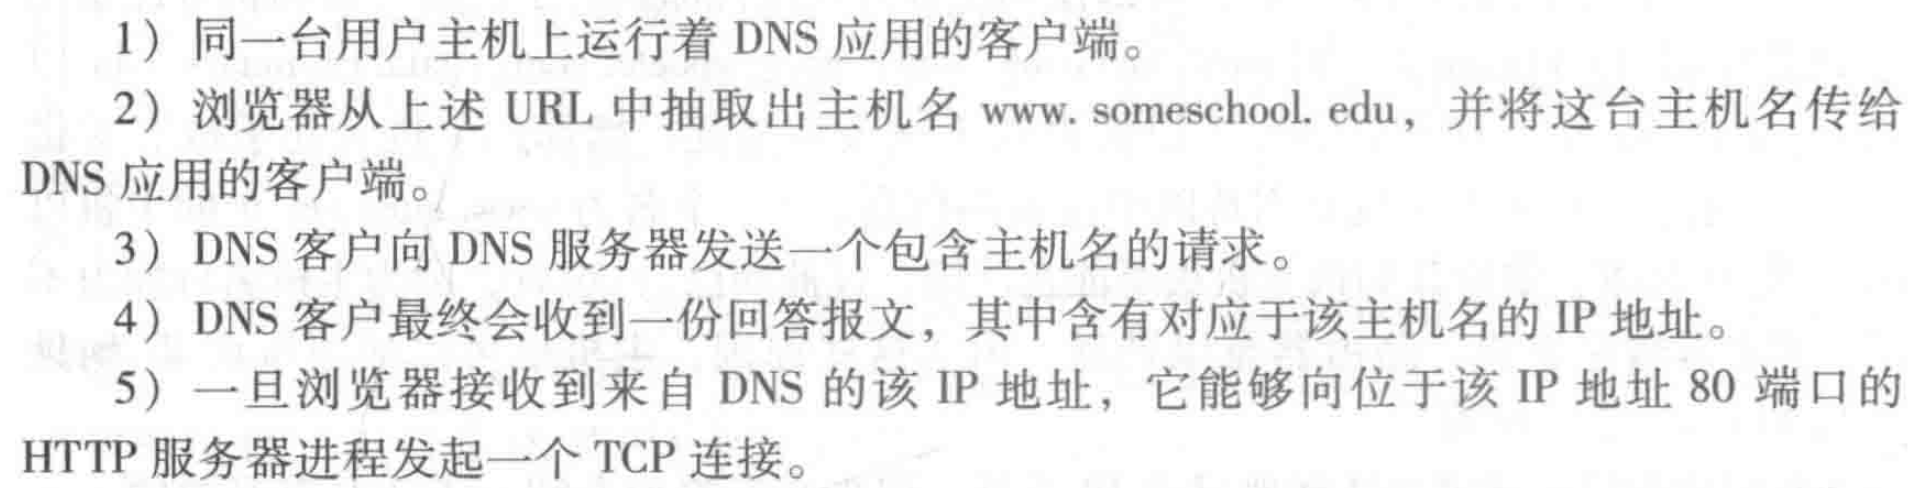 1）同一台用户主机上运行着 DNS 应用的客户端。
2）浏览器从上述 URL 中抽取出主机名 www. someschool. edu，并将这台主机名传给
DNS 应用的客户端。
3）DNS 客户向 DNS 服务器发送一个包含主机名的请求。
4）DNS 客户最终会收到一份回答报文，其中含有对应于该主机名的 IP 地址。
5）一旦浏览器接收到来自 DNS 的该 IP 地址，它能够向位于该 IP 地址 80 端口的
HTTP 服务器进程发起一个 TCP 连接。